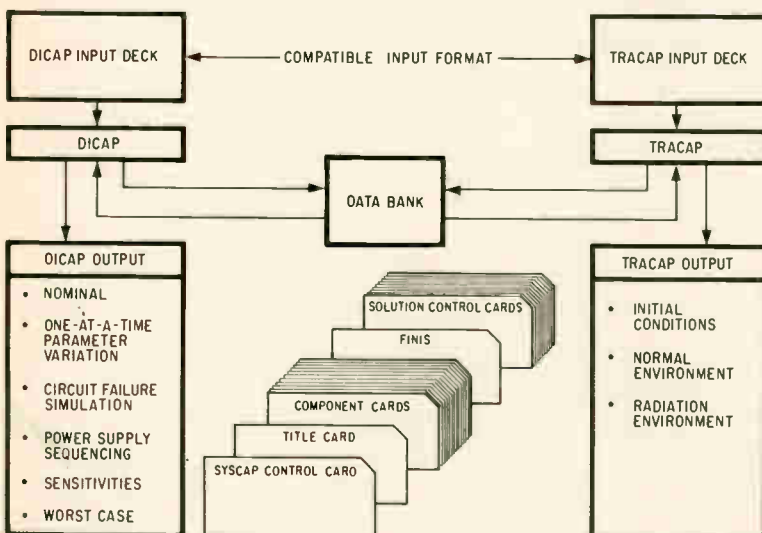 DICAP INPUT DECK
COMPATIBLE INPUT FORMAT
TRACAP INPUT DECK
DICAP
TRACAP
OATA BANK
OICAP OUTPUT
• NOMINAL
• ONE-AT-A-TIME
PARAMETER
VARIATION
• CIRCUIT FAILURE
SIMULATION
• POWER SUPPLY
SEQUENCING
• SENSITIVITIES
• WORST CASE
SOLUTION CONTROL CARDS
FINIS
COMPONENT CARDS
TITLE CARD
SYSCAP CONTROL CARO
TRACAP OUTPUT
• INITIAL
CONDITIONS
• NORMAL
ENVIRONMENT
• RADIATION
ENVIRONMENT